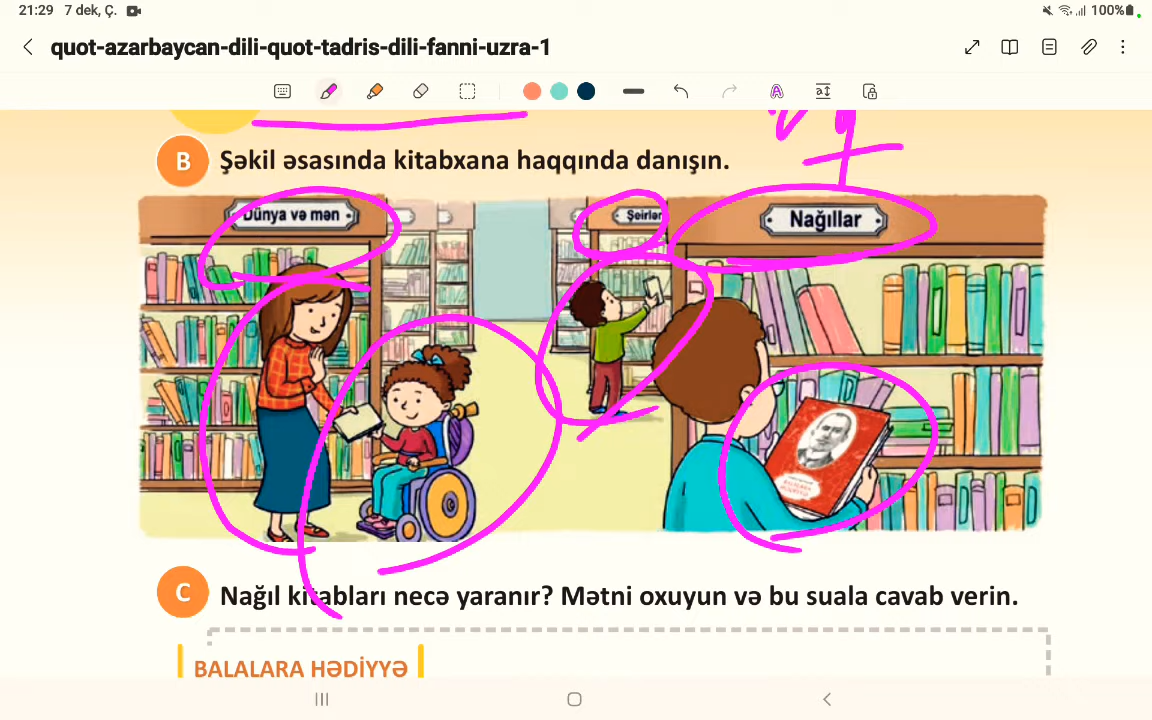 21:29 7 dek, Ç. 100%
quot-azarbaycan-dili-quot-tadris-dili-fanni-uzra-1
B Şəkil əsasında kitabxana haqqında danışın.
Dünya və mən
Şeirlər
Nağıllar
C Nağıl kitabları necə yaranır? Mətni oxuyun və bu suala cavab verin.
BALALARA HƏDİYYƏ